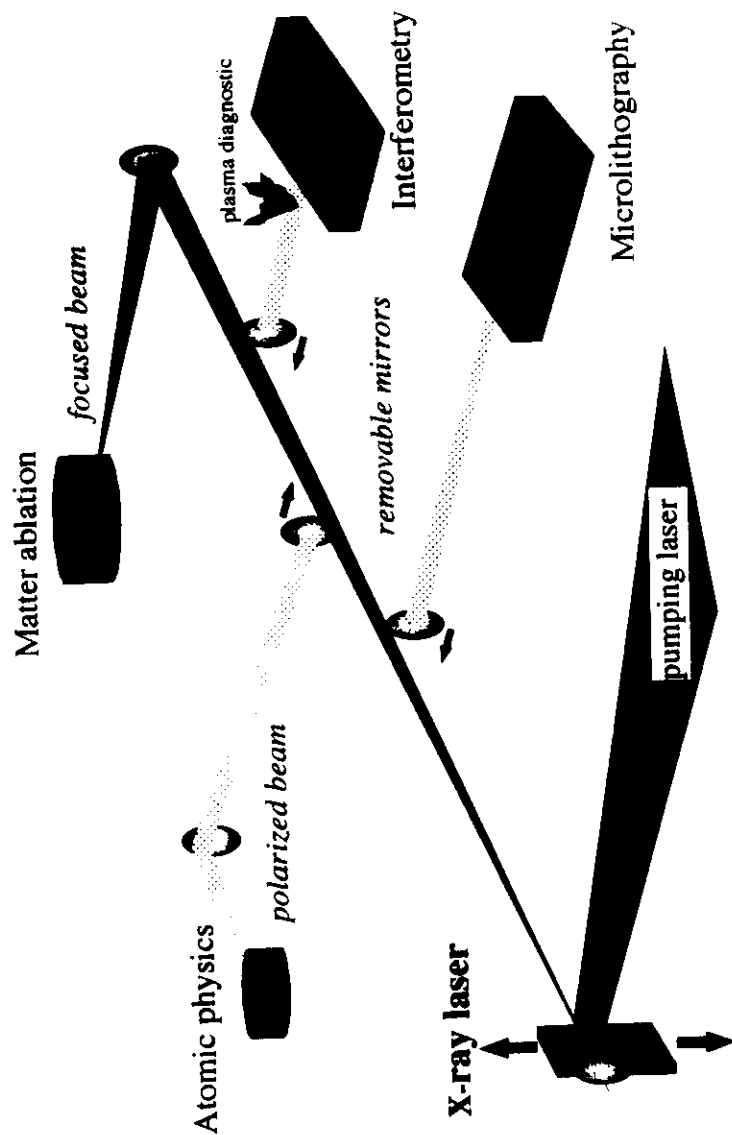 Matter ablation
focused beam
plasma diagnostic
Interferometry
Atomic physics
polarized beam
removable mirrors
Microlithography
X-ray laser
pumping laser